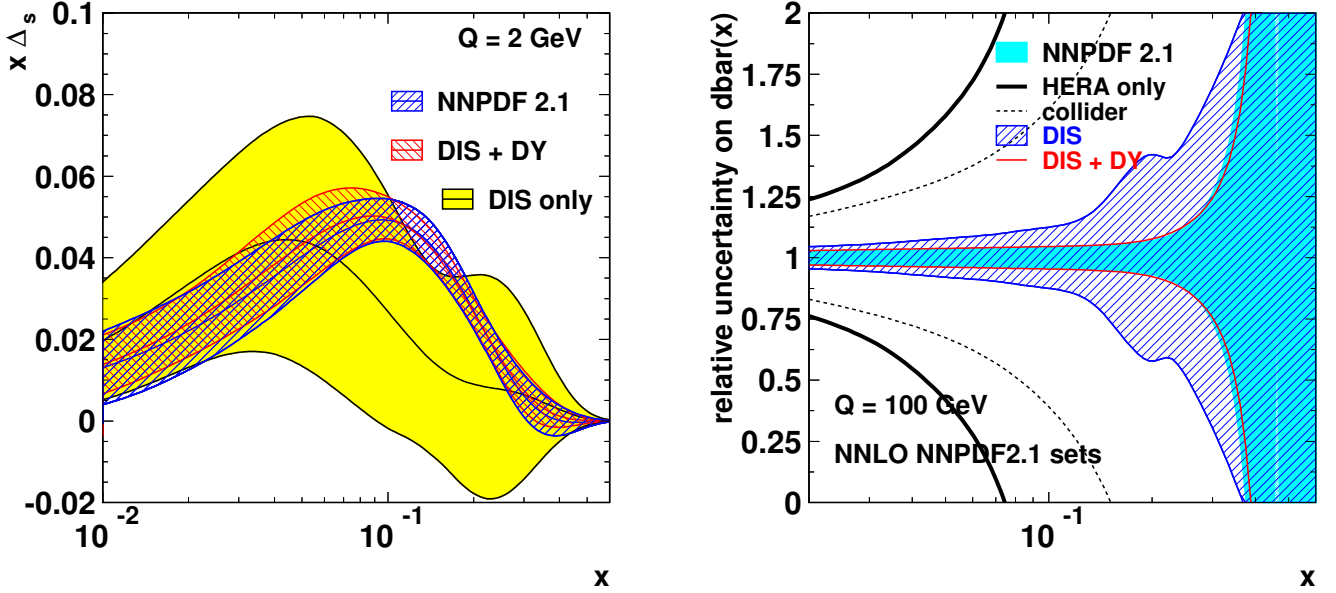 x Δs
0.1
0.08
0.06
0.04
0.02
0
-0.02
10-2
10-1
x
Q = 2 GeV
NNPDF 2.1
DIS + DY
DIS only
relative uncertainty on dbar(x)
2
1.75
1.5
1.25
1
0.75
0.5
0.25
0
10-1
x
NNPDF 2.1
HERA only
collider
DIS
DIS + DY
Q = 100 GeV
NNLO NNPDF2.1 sets